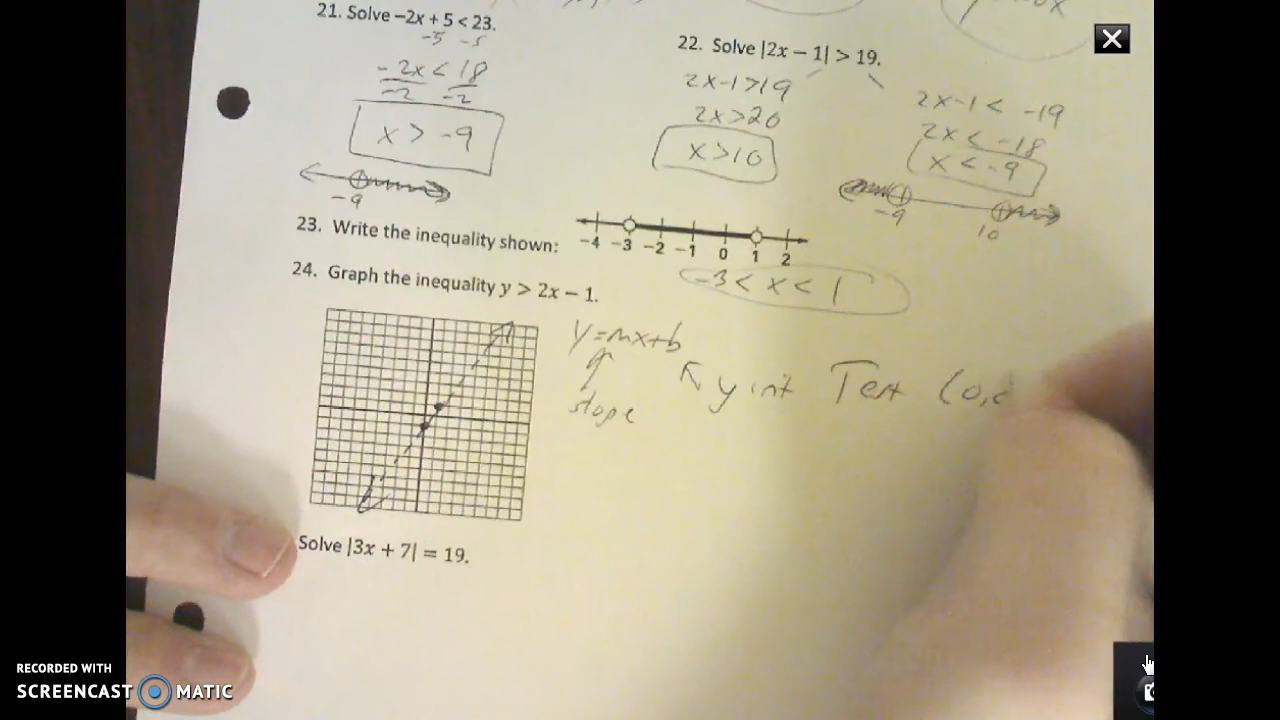 21. Solve −2x + 5 < 23.
-5 -5
-2x < 18
-2 -2
x > -9
-9
22. Solve |2x − 1| > 19.
2x-1>19
2x>20
x>10
2x-1 < -19
2x < -18
x < -9
-9 10
23. Write the inequality shown:
−4 −3 −2 −1 0 1 2
-3 < x < 1
24. Graph the inequality y > 2x − 1.
y=mx+b
slope
y int
Test (0,
Solve |3x + 7| = 19.
RECORDED WITH
SCREENCAST MATIC